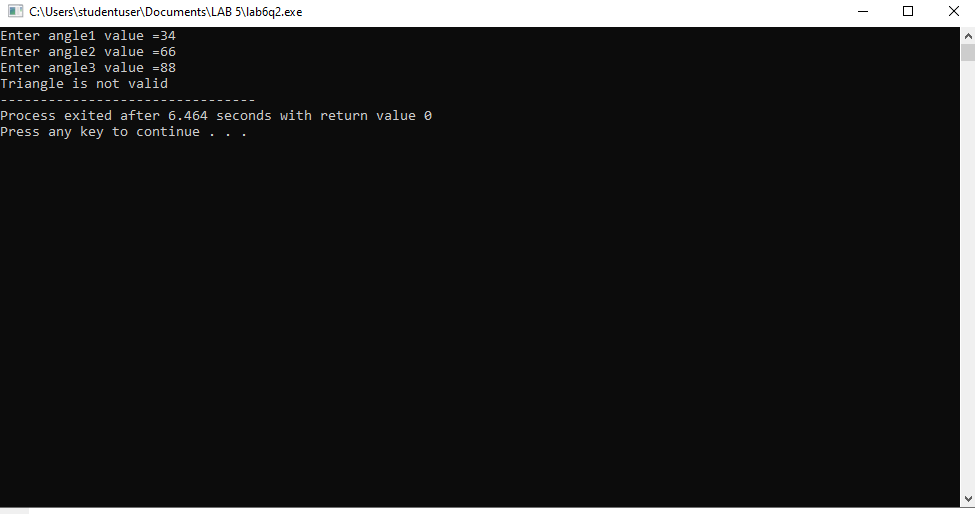 C:\Users\studentuser\Documents\LAB 5\lab6q2.exe
Enter angle1 value =34
Enter angle2 value =66
Enter angle3 value =88
Triangle is not valid
--------------------------------
Process exited after 6.464 seconds with return value 0
Press any key to continue . . .